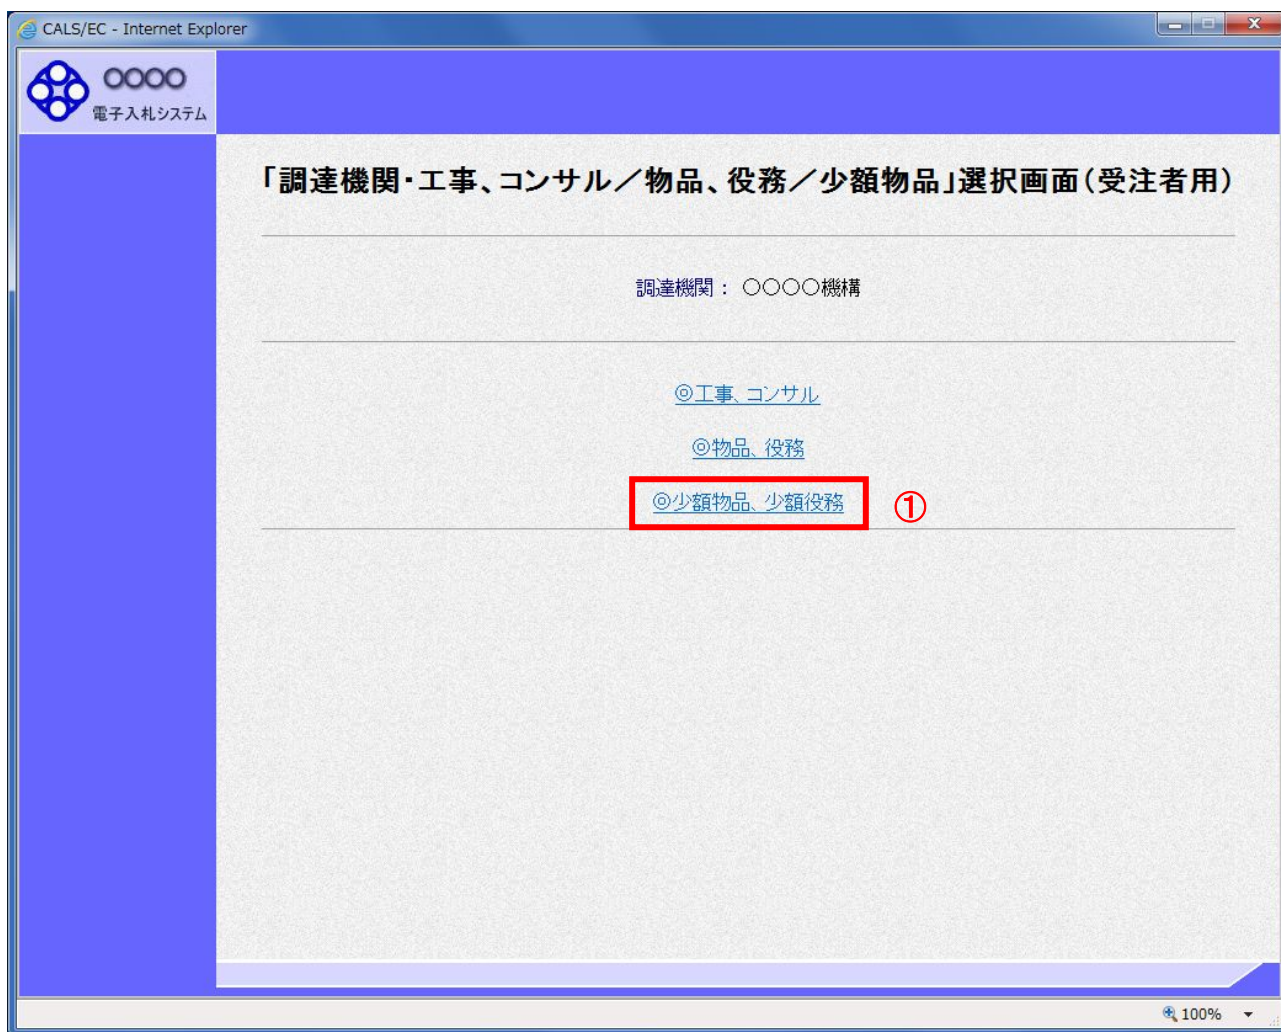 CALS/EC - Internet Explorer
○○○○
電子入札システム
「調達機関・工事、コンサル／物品、役務／少額物品」選択画面（受注者用）
調達機関： ○○○○機構
◎工事、コンサル
◎物品、役務
◎少額物品、少額役務
①
100%